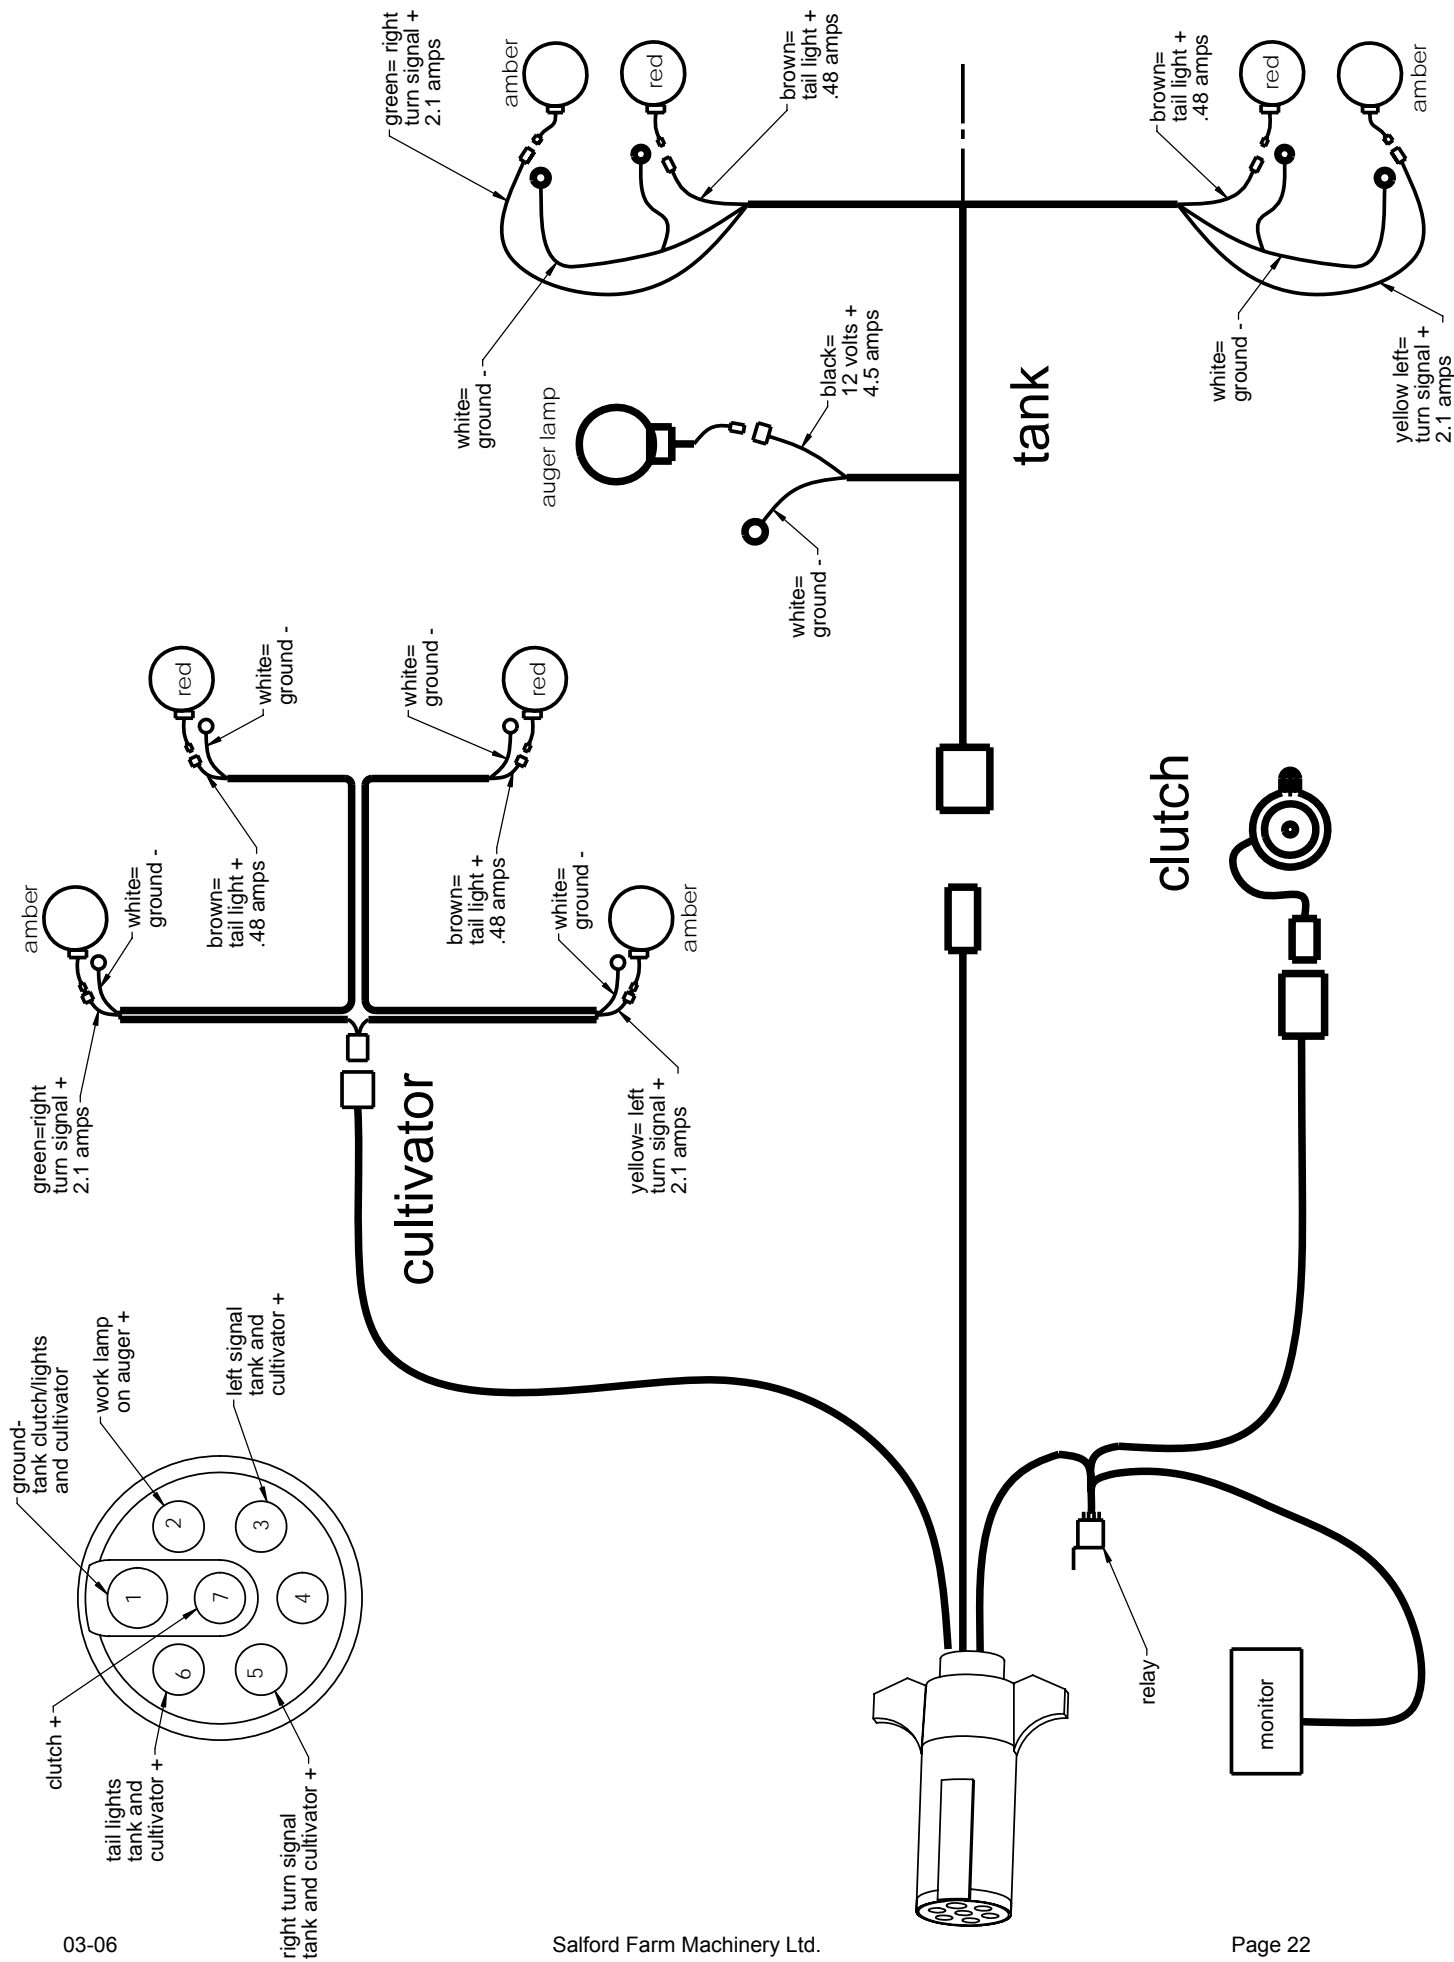 ground-
tank clutch/lights
and cultivator
work lamp
on auger +
left signal
tank and
cultivator +
clutch +
tail lights
tank and
cultivator +
right turn signal
tank and cultivator +
1
2
3
4
5
6
7
green=right
turn signal +
2.1 amps
amber
white=
ground -
brown=
tail light +
.48 amps
red
white=
ground -
white=
ground -
red
brown=
tail light +
.48 amps
white=
ground -
amber
yellow= left
turn signal +
2.1 amps
cultivator
green= right
turn signal +
2.1 amps
amber
red
brown=
tail light +
.48 amps
white=
ground -
auger lamp
black=
12 volts +
4.5 amps
white=
ground -
tank
brown=
tail light +
.48 amps
red
amber
white=
ground -
yellow left=
turn signal +
2.1 amps
clutch
relay
monitor
03-06
Salford Farm Machinery Ltd.
Page 22